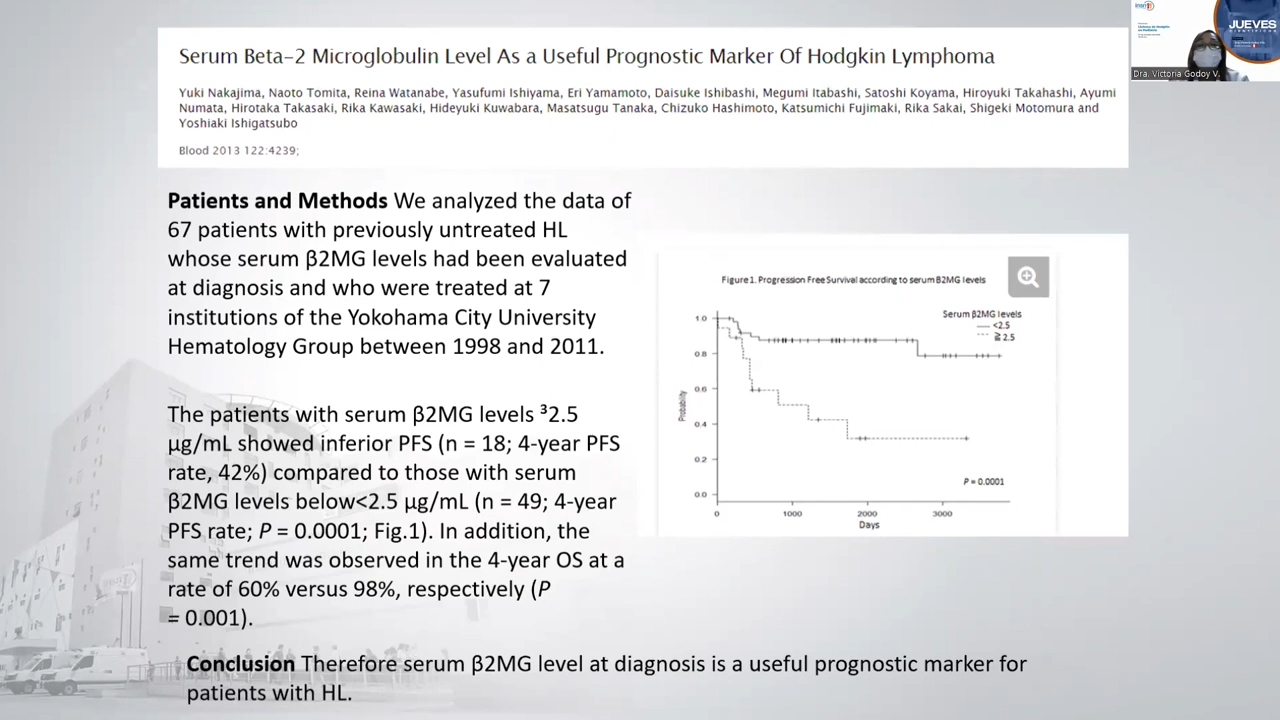 Serum Beta-2 Microglobulin Level As a Useful Prognostic Marker Of Hodgkin Lymphoma
Yuki Nakajima, Naoto Tomita, Reina Watanabe, Yasufumi Ishiyama, Eri Yamamoto, Daisuke Ishibashi, Megumi Itabashi, Satoshi Koyama, Hiroyuki Takahashi, Ayumi
Numata, Hirotaka Takasaki, Rika Kawasaki, Hideyuki Kuwabara, Masatsugu Tanaka, Chizuko Hashimoto, Katsumichi Fujimaki, Rika Sakai, Shigeki Motomura and
Yoshiaki Ishigatsubo
Blood 2013 122:4239;
JUEVES
Dra. Victoria Godoy V.
Patients and Methods We analyzed the data of
67 patients with previously untreated HL
whose serum β2MG levels had been evaluated
at diagnosis and who were treated at 7
institutions of the Yokohama City University
Hematology Group between 1998 and 2011.
The patients with serum β2MG levels ³2.5
μg/mL showed inferior PFS (n = 18; 4-year PFS
rate, 42%) compared to those with serum
β2MG levels below<2.5 μg/mL (n = 49; 4-year
PFS rate; P = 0.0001; Fig.1). In addition, the
same trend was observed in the 4-year OS at a
rate of 60% versus 98%, respectively (P
= 0.001).
Figure1. Progression Free Survival according to serum B2MG levels
Serum β2MG levels
<2.5
≧2.5
1.0
0.8
0.6
0.4
0.2
0.0
Probability
P = 0.0001
0 1000 2000 3000
Days
Conclusion Therefore serum β2MG level at diagnosis is a useful prognostic marker for
patients with HL.